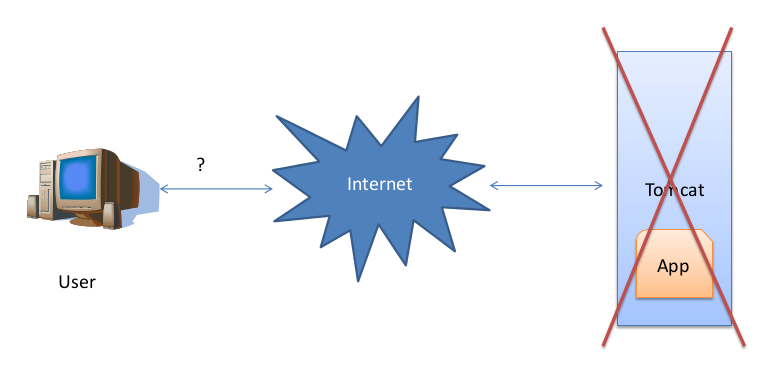 ?
Internet
Tomcat
App
User